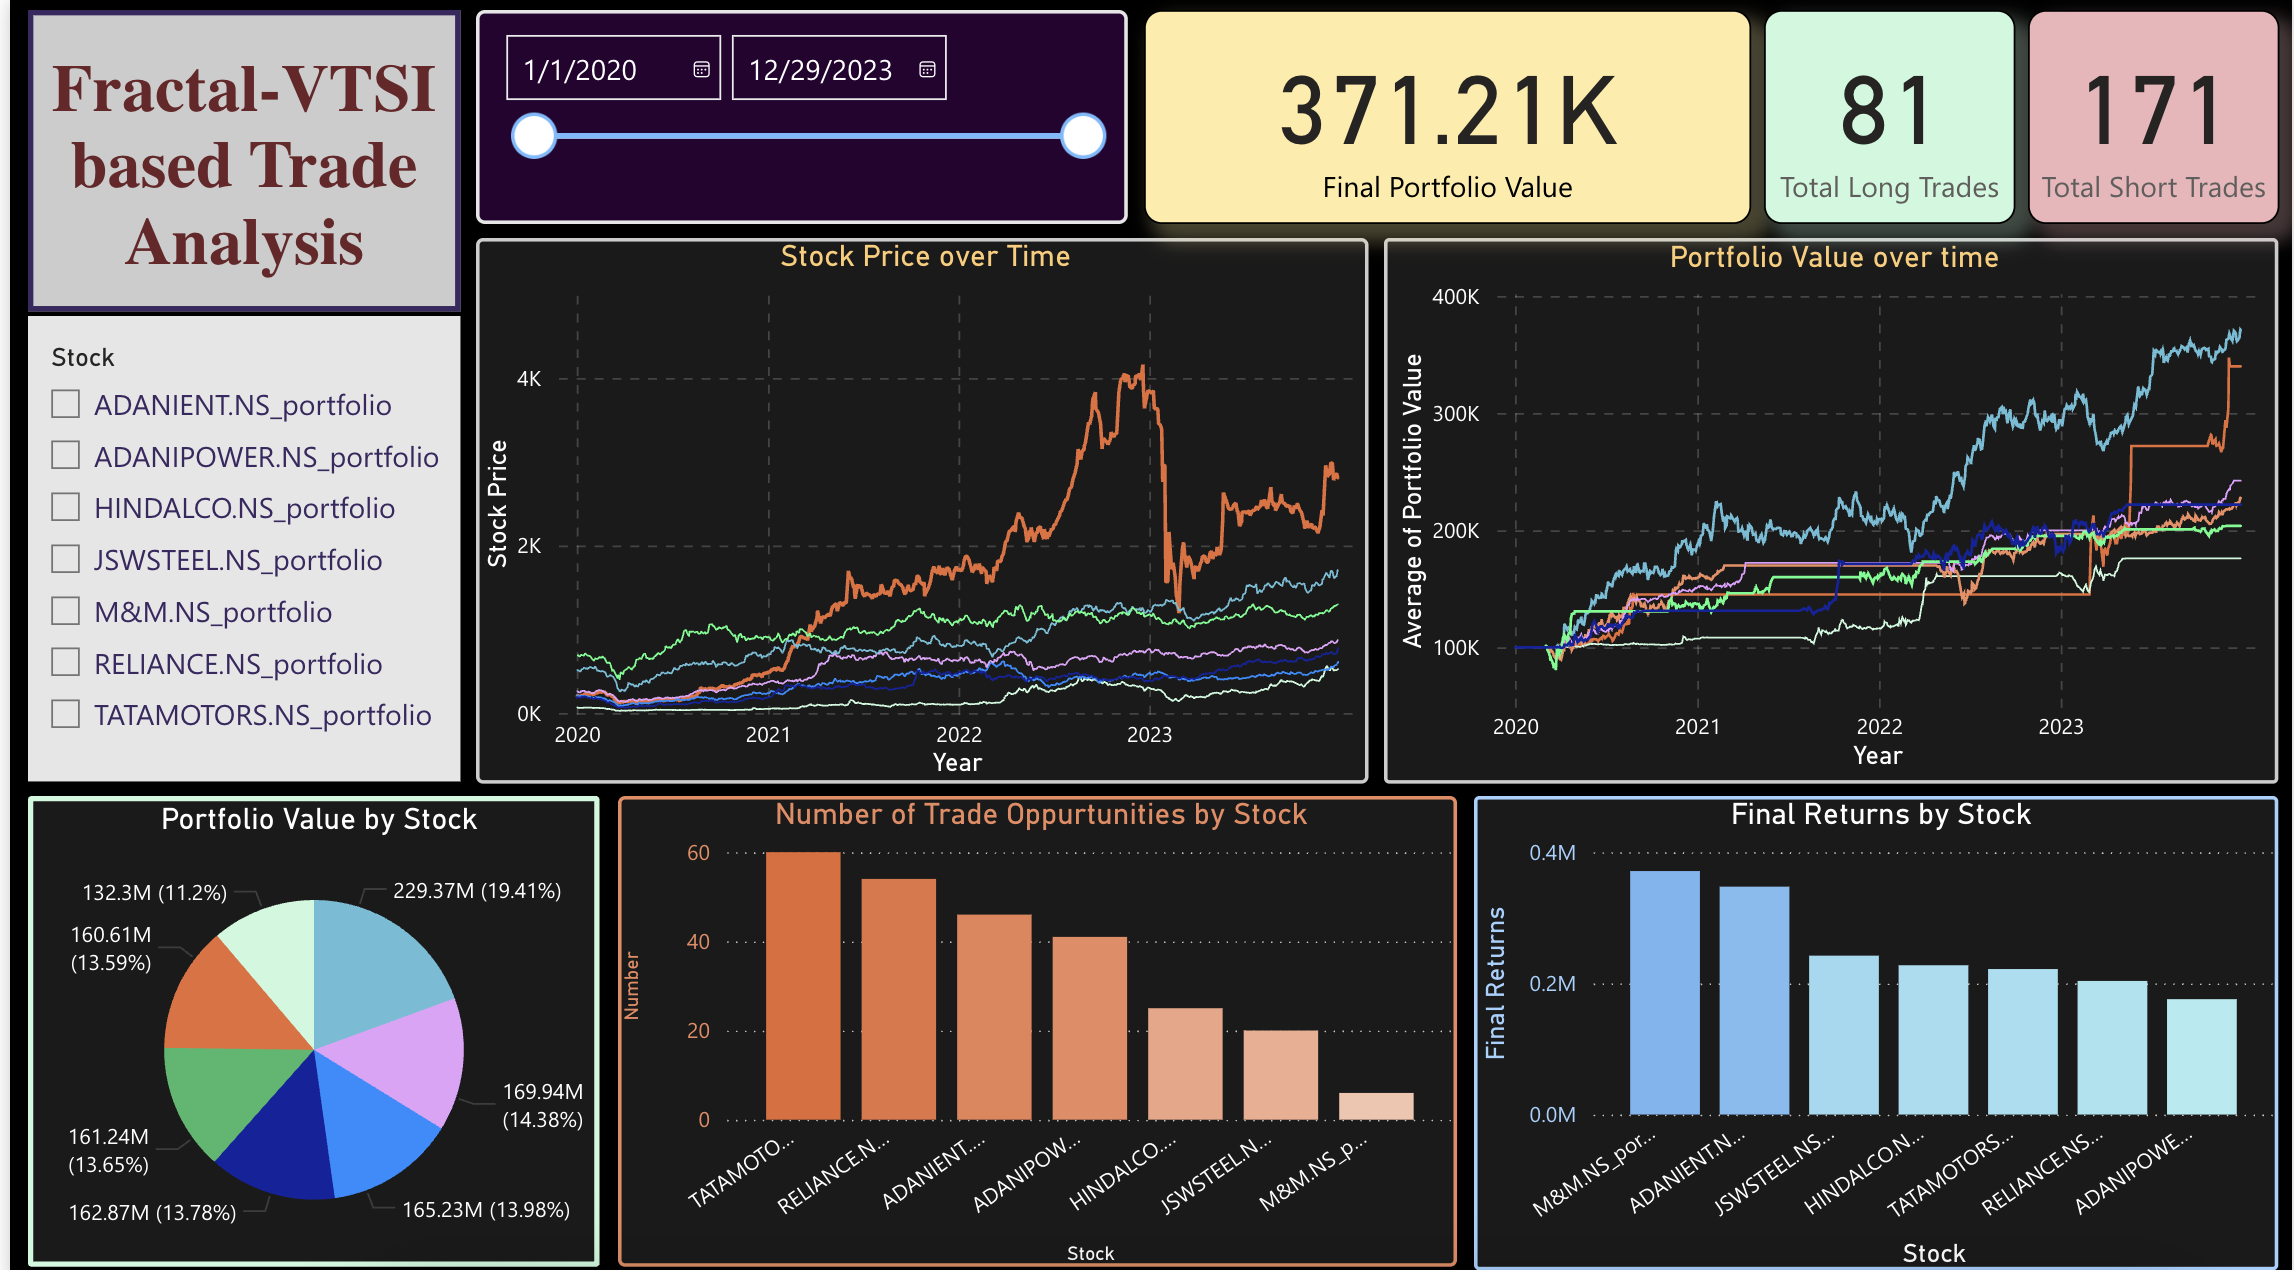 Fractal-VTSI
based Trade
Analysis
1/1/2020
12/29/2023
371.21K
Final Portfolio Value
81
Total Long Trades
171
Total Short Trades
Stock
ADANIENT.NS_portfolio
ADANIPOWER.NS_portfolio
HINDALCO.NS_portfolio
JSWSTEEL.NS_portfolio
M&M.NS_portfolio
RELIANCE.NS_portfolio
TATAMOTORS.NS_portfolio
Stock Price over Time
Stock Price
4K
2K
0K
2020 2021 2022 2023
Year
Portfolio Value over time
Average of Portfolio Value
400K
300K
200K
100K
2020 2021 2022 2023
Year
Portfolio Value by Stock
132.3M (11.2%)
229.37M (19.41%)
160.61M
(13.59%)
169.94M
(14.38%)
161.24M
(13.65%)
162.87M (13.78%)
165.23M (13.98%)
Number of Trade Oppurtunities by Stock
Number
60
40
20
0
TATAMOTO...
RELIANCE.N...
ADANIENT....
ADANIPOW...
HINDALCO....
JSWSTEEL.N...
M&M.NS_p...
Stock
Final Returns by Stock
Final Returns
0.4M
0.2M
0.0M
M&M.NS_por...
ADANIENT.N...
JSWSTEEL.NS...
HINDALCO.N...
TATAMOTORS...
RELIANCE.NS...
ADANIPOWE...
Stock